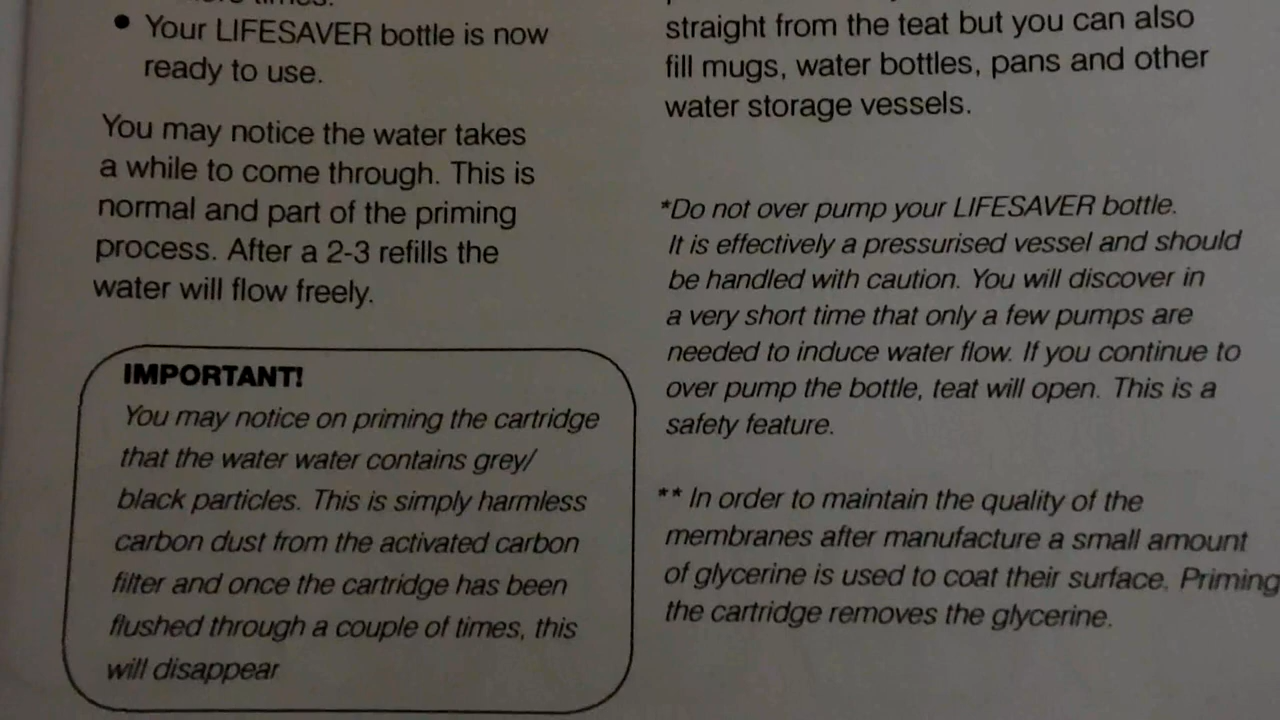 • Your LIFESAVER bottle is now
ready to use.
You may notice the water takes
a while to come through. This is
normal and part of the priming
process. After a 2-3 refills the
water will flow freely.
IMPORTANT!
You may notice on priming the cartridge
that the water water contains grey/
black particles. This is simply harmless
carbon dust from the activated carbon
filter and once the cartridge has been
flushed through a couple of times, this
will disappear
straight from the teat but you can also
fill mugs, water bottles, pans and other
water storage vessels.
*Do not over pump your LIFESAVER bottle.
It is effectively a pressurised vessel and should
be handled with caution. You will discover in
a very short time that only a few pumps are
needed to induce water flow. If you continue to
over pump the bottle, teat will open. This is a
safety feature.
** In order to maintain the quality of the
membranes after manufacture a small amount
of glycerine is used to coat their surface. Priming
the cartridge removes the glycerine.